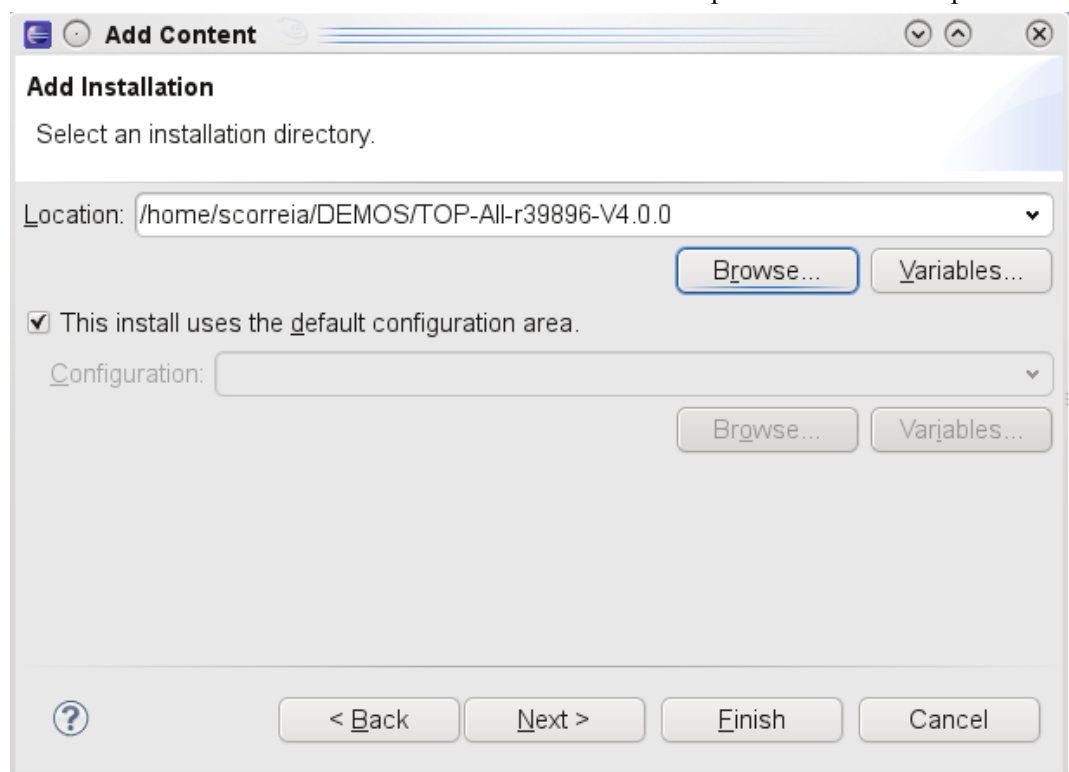 Add Content
Add Installation
Select an installation directory.
Location: /home/scorreia/DEMOS/TOP-All-r39896-V4.0.0
Browse... Variables...
This install uses the default configuration area.
Configuration:
Browse... Variables...
< Back Next > Finish Cancel